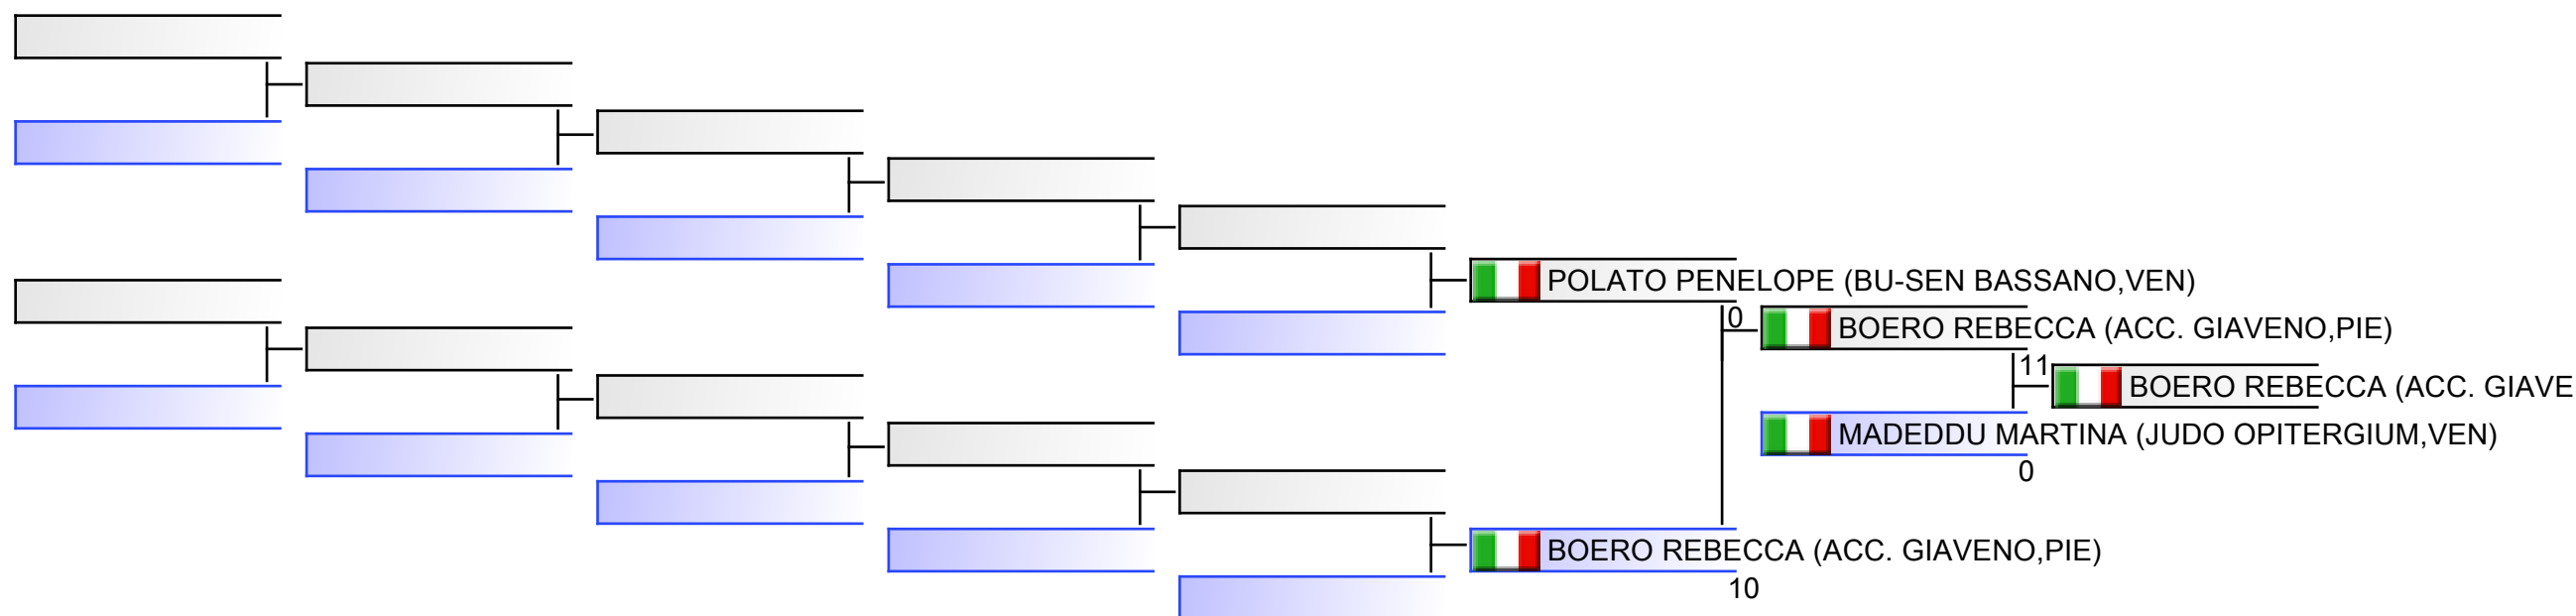 POLATO PENELOPE (BU-SEN BASSANO,VEN)
0
BOERO REBECCA (ACC. GIAVENO,PIE)
11
BOERO REBECCA (ACC. GIAVE
MADEDDU MARTINA (JUDO OPITERGIUM,VEN)
0
BOERO REBECCA (ACC. GIAVENO,PIE)
10